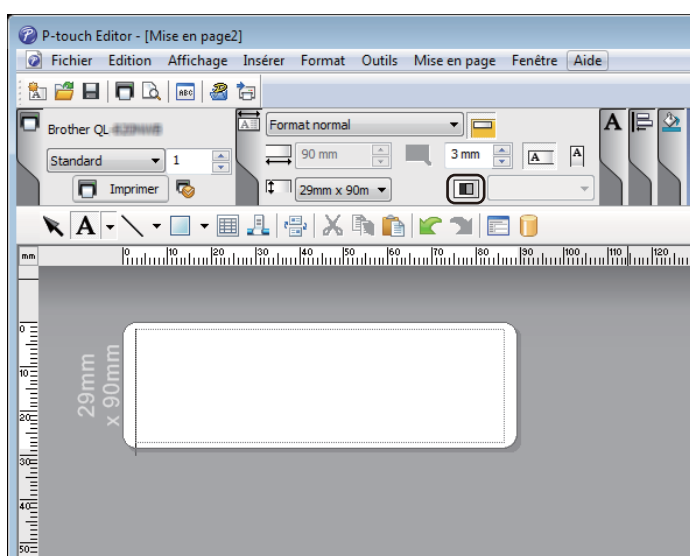 P-touch Editor - [Mise en page2]
Fichier Edition Affichage Insérer Format Outils Mise en page Fenêtre Aide
ABC
Brother QL
A Format normal
A
Standard 1
90 mm 3 mm A A
Imprimer
29mm x 90m
A
mm 0 10 20 30 40 50 60 70 80 90 100 110 120
0
10
20
30
40
50
29mm
x 90mm